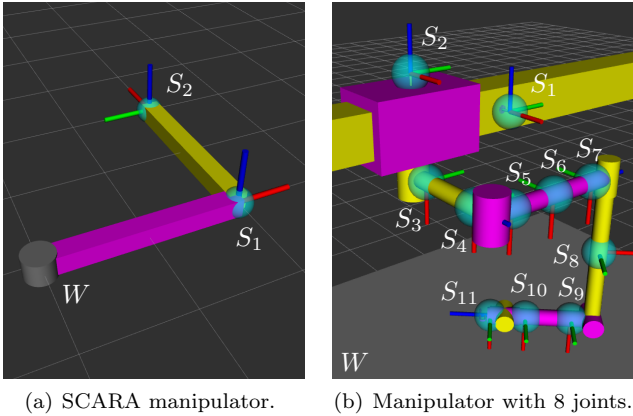 S₂
S₁
W
S₂
S₁
S₇
S₆
S₅
S₃
S₄
S₈
S₁₁ S₁₀ S₉
W
(a) SCARA manipulator. (b) Manipulator with 8 joints.